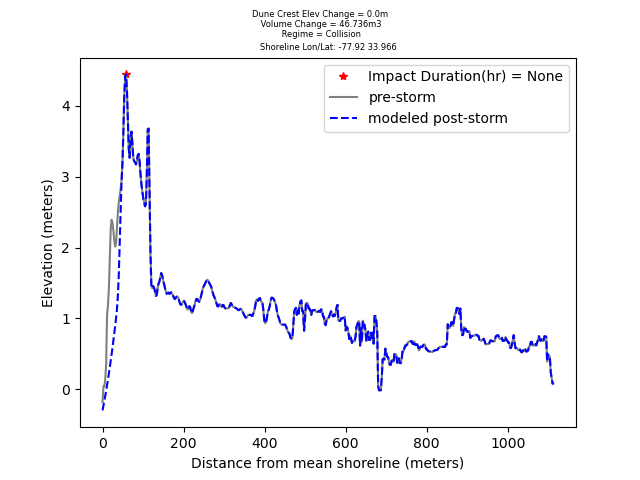 Dune Crest Elev Change = 0.0m
Volume Change = 46.736m3
Regime = Collision
Shoreline Lon/Lat: -77.92 33.966
Impact Duration(hr) = None
pre-storm
modeled post-storm
Elevation (meters)
4
3
2
1
0
0 200 400 600 800 1000
Distance from mean shoreline (meters)